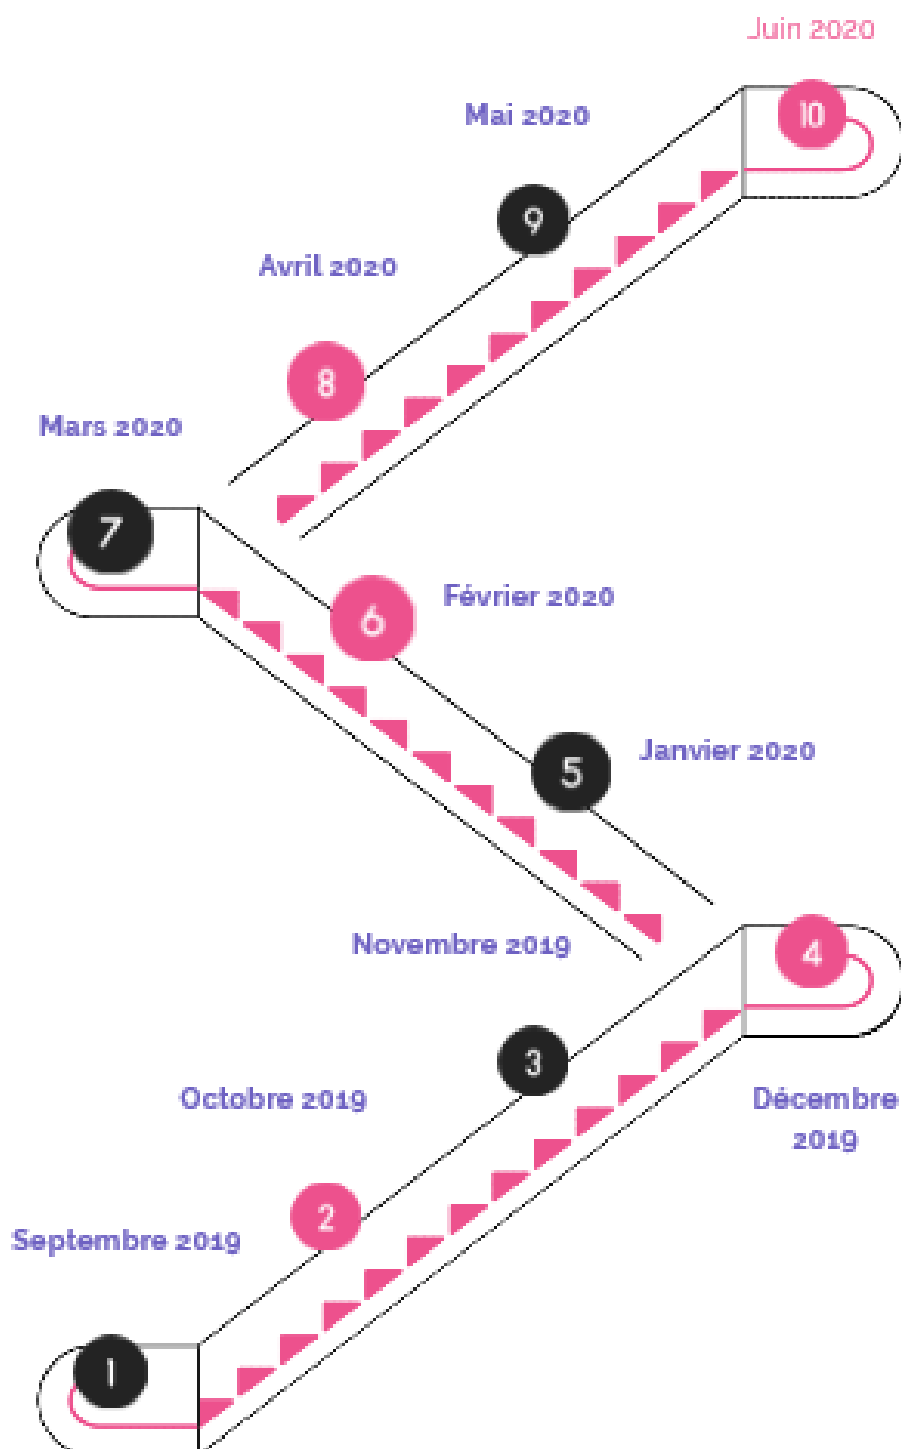 Juin 2020
10
Mai 2020
9
Avril 2020
8
Mars 2020
7
6
Février 2020
5
Janvier 2020
Novembre 2019
4
3
Octobre 2019
Décembre
2019
2
Septembre 2019
1